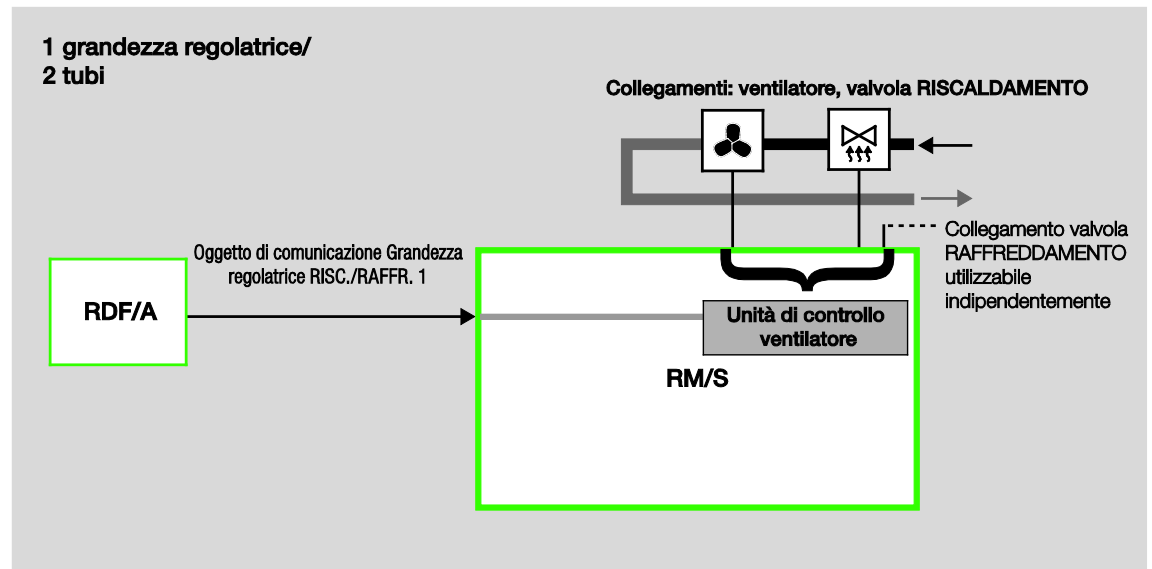 1 grandezza regolatrice/
2 tubi
Collegamenti: ventilatore, valvola RISCALDAMENTO
Oggetto di comunicazione Grandezza
regolatrice RISC./RAFFR. 1
Collegamento valvola
RAFFREDDAMENTO
utilizzabile
indipendentemente
RDF/A
Unità di controllo
ventilatore
RM/S